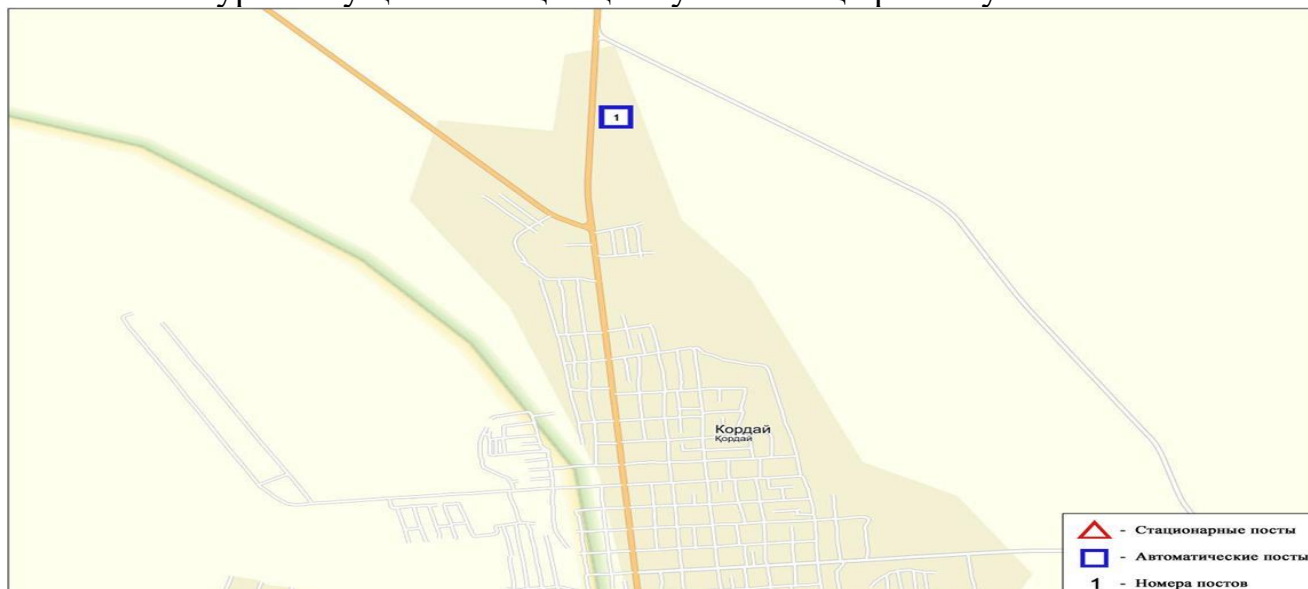 1
Кордай
Қордай
- Стационарные посты
- Автоматические посты
1 - Номера постов